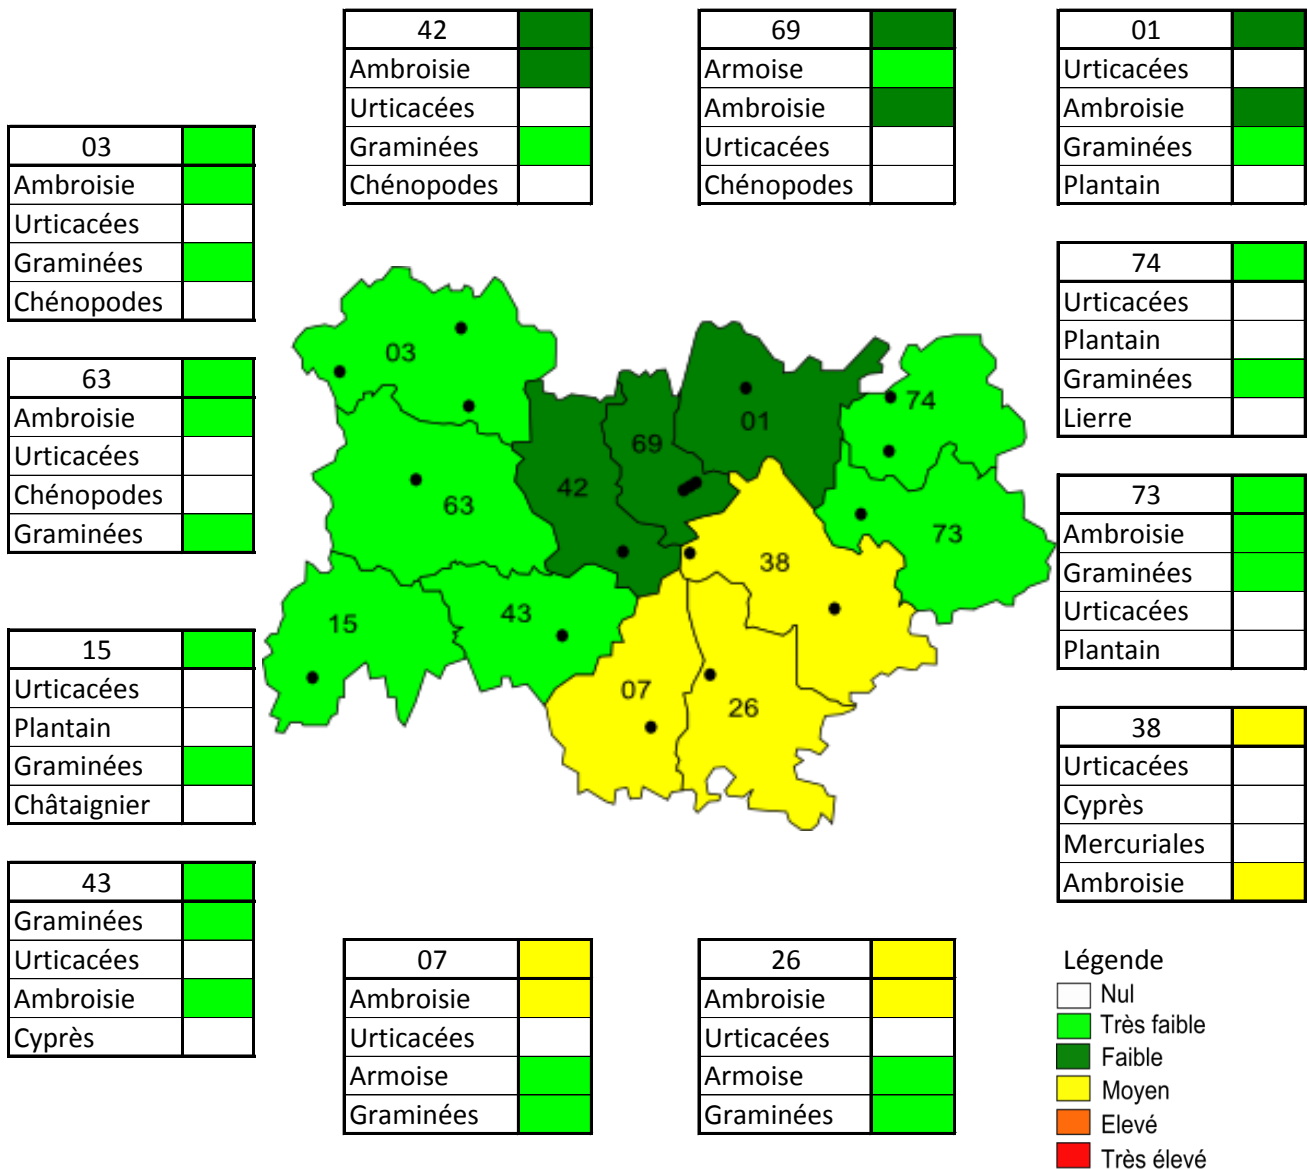 42
Ambroisie
Urticacées
Graminées
Chénopodes
69
Armoise
Ambroisie
Urticacées
Chénopodes
01
Urticacées
Ambroisie
Graminées
Plantain
03
Ambroisie
Urticacées
Graminées
Chénopodes
74
Urticacées
Plantain
Graminées
Lierre
63
Ambroisie
Urticacées
Chénopodes
Graminées
03
74
01
69
42
63
73
38
43
15
07
26
73
Ambroisie
Graminées
Urticacées
Plantain
15
Urticacées
Plantain
Graminées
Châtaignier
38
Urticacées
Cyprès
Mercuriales
Ambroisie
43
Graminées
Urticacées
Ambroisie
Cyprès
07
Ambroisie
Urticacées
Armoise
Graminées
26
Ambroisie
Urticacées
Armoise
Graminées
Légende
Nul
Très faible
Faible
Moyen
Elevé
Très élevé